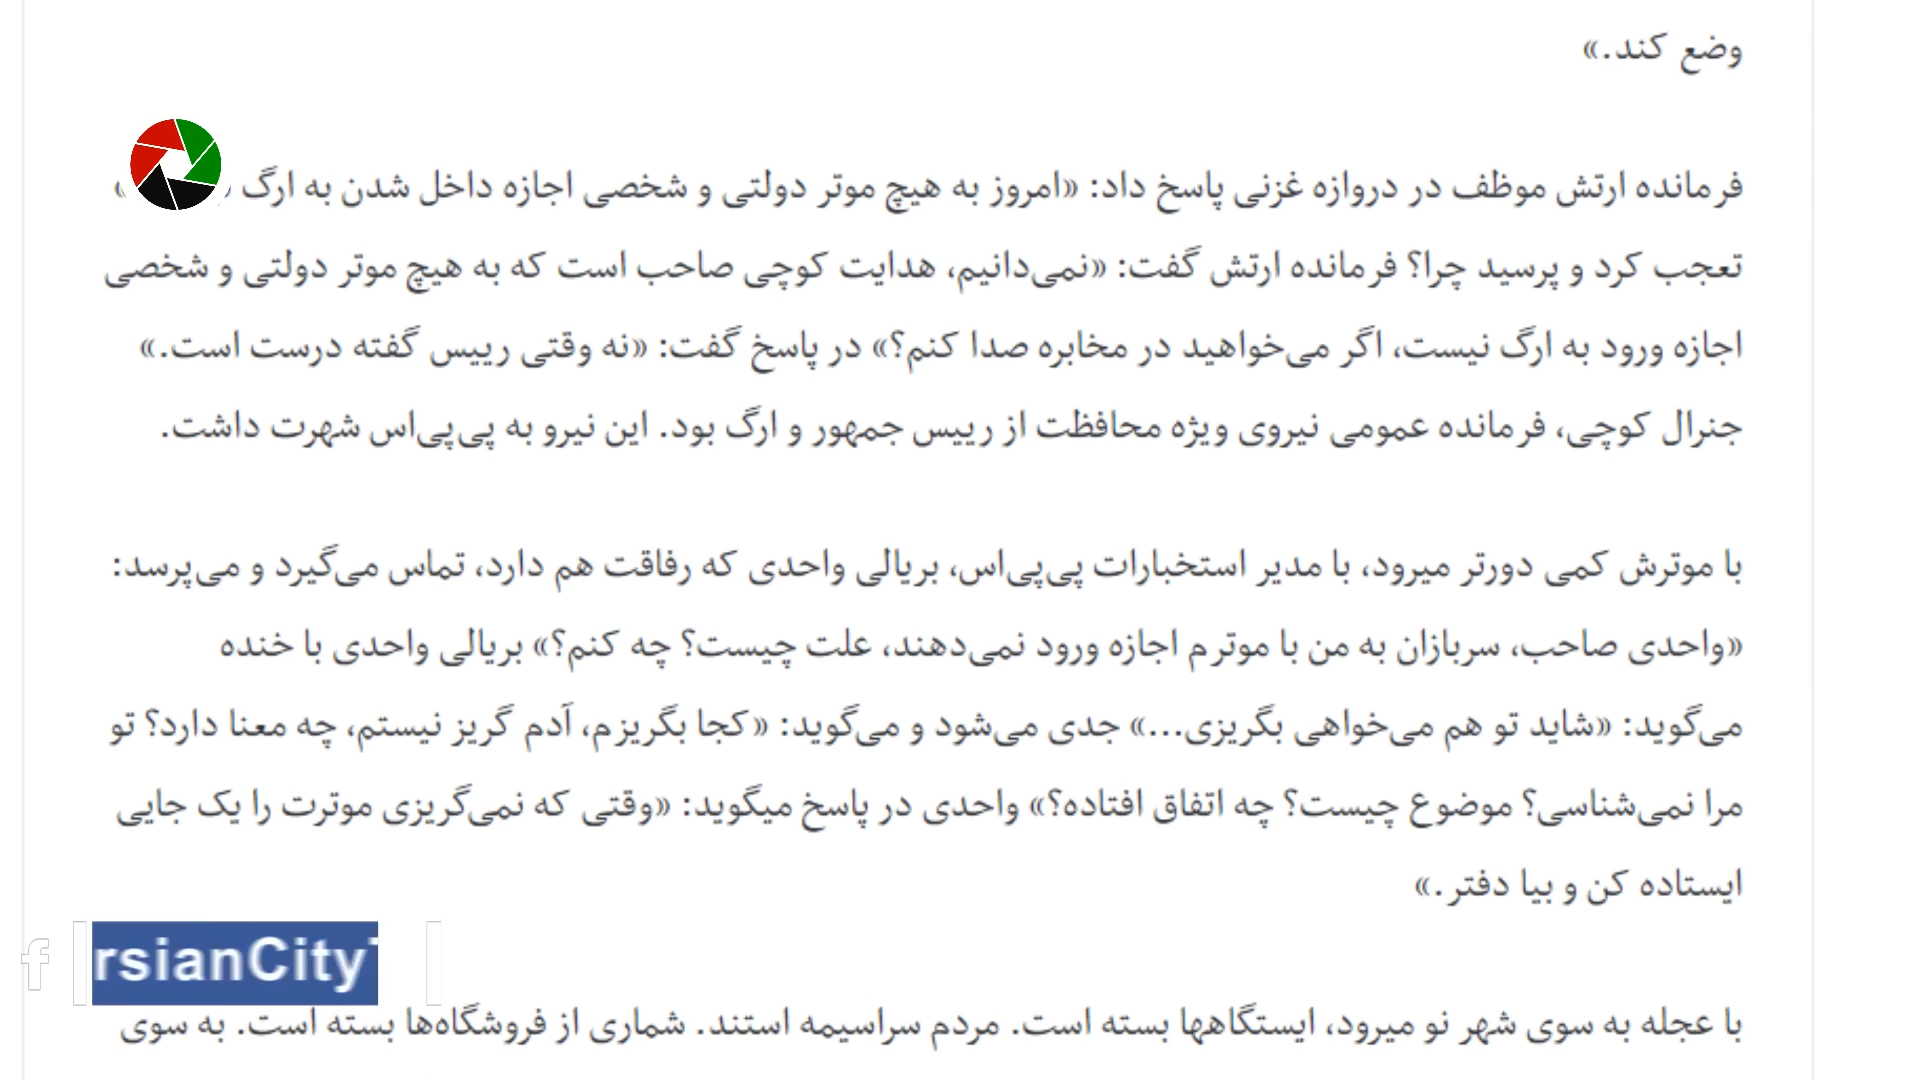 وضع کند.»
فرمانده ارتش موظف در دروازه غزنی پاسخ داد: «امروز به هیچ موتر دولتی و شخصی اجازه داخل شدن به ارگ
تعجب کرد و پرسید چرا؟ فرمانده ارتش گفت: «نمی‌دانیم، هدایت کوچی صاحب است که به هیچ موتر دولتی و شخصی
اجازه ورود به ارگ نیست، اگر می‌خواهید در مخابره صدا کنم؟» در پاسخ گفت: «نه وقتی رییس گفته درست است.»
جنرال کوچی، فرمانده عمومی نیروی ویژه محافظت از رییس جمهور و ارگ بود. این نیرو به پی‌پی‌اس شهرت داشت.
با موترش کمی دورتر میرود، با مدیر استخبارات پی‌پی‌اس، بریالی واحدی که رفاقت هم دارد، تماس می‌گیرد و می‌پرسد:
«واحدی صاحب، سربازان به من با موترم اجازه ورود نمی‌دهند، علت چیست؟ چه کنم؟» بریالی واحدی با خنده
می‌گوید: «شاید تو هم می‌خواهی بگریزی...» جدی می‌شود و می‌گوید: «کجا بگریزم، آدم گریز نیستم، چه معنا دارد؟ تو
مرا نمی‌شناسی؟ موضوع چیست؟ چه اتفاق افتاده؟» واحدی در پاسخ میگوید: «وقتی که نمی‌گریزی موترت را یک جایی
ایستاده کن و بیا دفتر.»
f rsianCity
با عجله به سوی شهر نو میرود، ایستگاهها بسته است. مردم سراسیمه استند. شماری از فروشگاه‌ها بسته است. به سوی